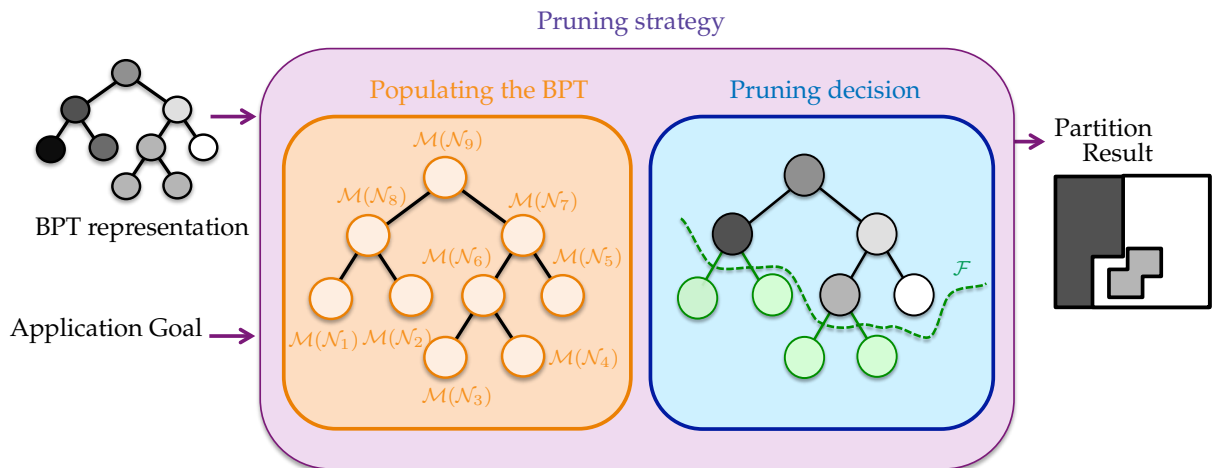 Pruning strategy
Populating the BPT
Pruning decision
BPT representation
Application Goal
ℳ(𝒩₉)
ℳ(𝒩₈)
ℳ(𝒩₇)
ℳ(𝒩₆)
ℳ(𝒩₅)
ℳ(𝒩₁)
ℳ(𝒩₂)
ℳ(𝒩₄)
ℳ(𝒩₃)
ℱ
Partition
Result